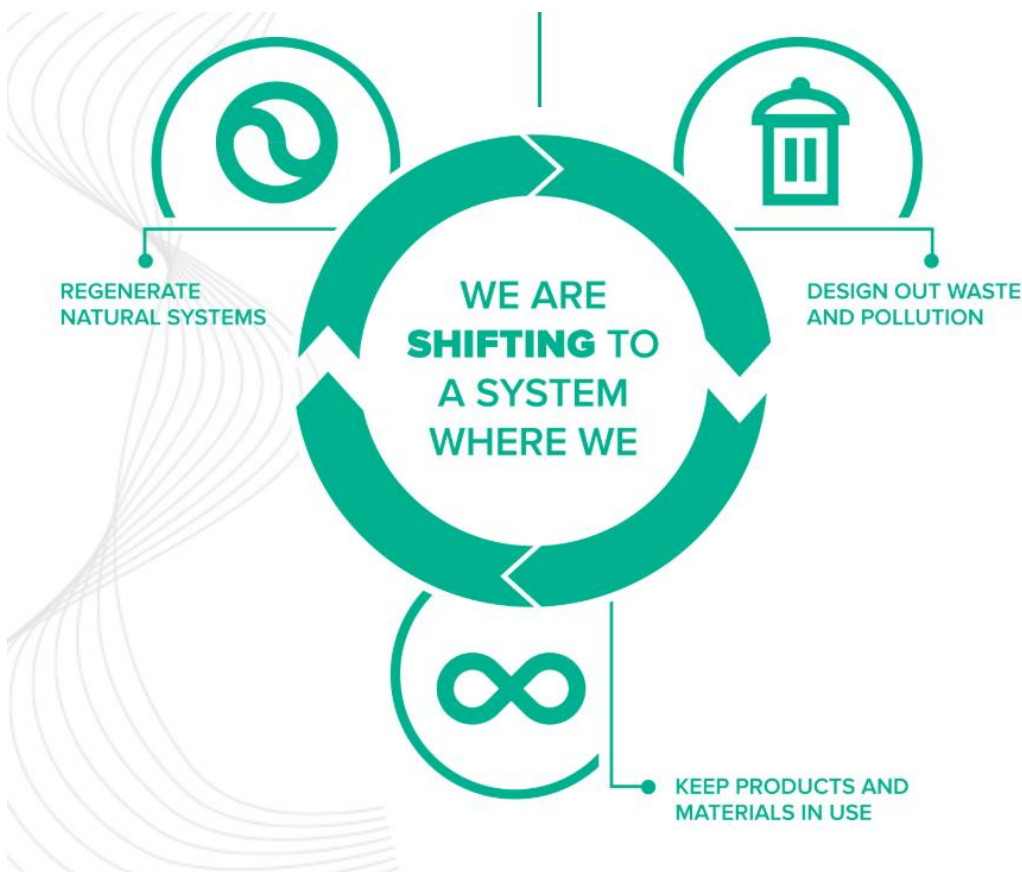 REGENERATE
NATURAL SYSTEMS
DESIGN OUT WASTE
AND POLLUTION
WE ARE
SHIFTING TO
A SYSTEM
WHERE WE
KEEP PRODUCTS AND
MATERIALS IN USE